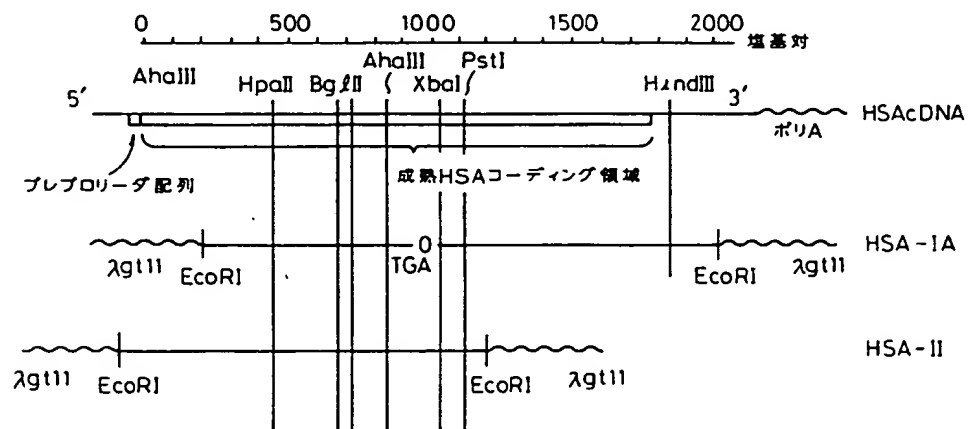 0 500 1000 1500 2000 塩基対
AhaIII PstI
AhaIII HpaII BglII XbaI HindIII
5′ 3′ HSAcDNA
ポリA
プレプロリーダ配列 成熟HSAコーディング領域
0 HSA-IA
λgt11 EcoRI TGA EcoRI λgt11
HSA-II
λgt11 EcoRI EcoRI λgt11